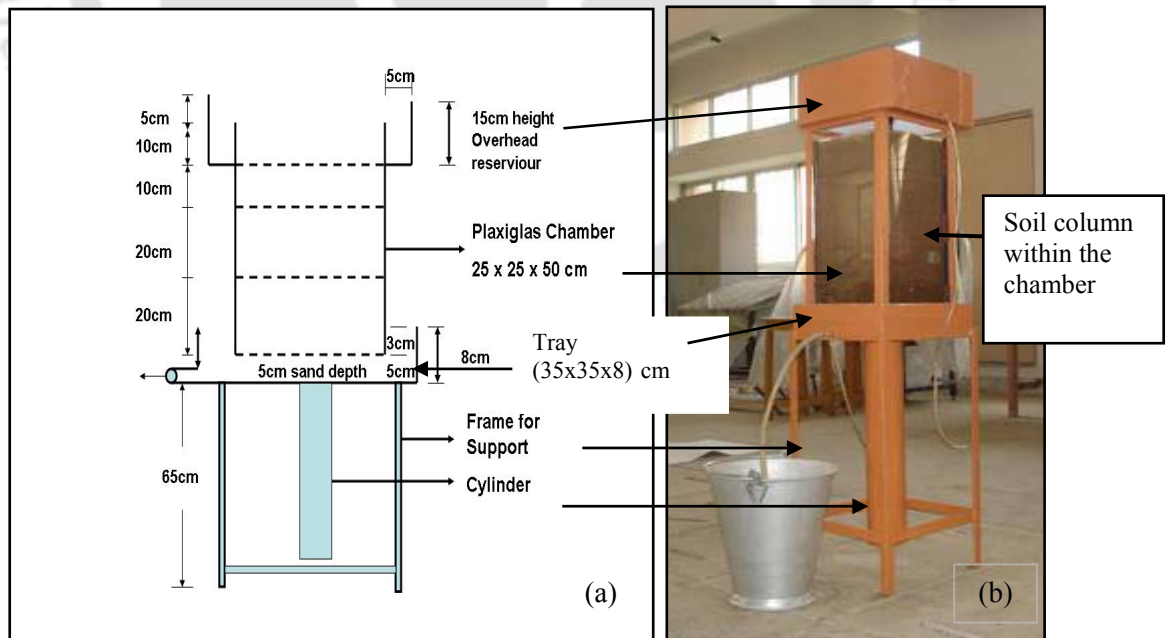 5cm
5cm
10cm
15cm height
Overhead
reserviour
10cm
20cm
Plaxiglas Chamber
25 x 25 x 50 cm
Soil column
within the
chamber
20cm
3cm
8cm
Tray
(35x35x8) cm
5cm sand depth
5cm
Frame for
Support
65cm
Cylinder
(a)
(b)